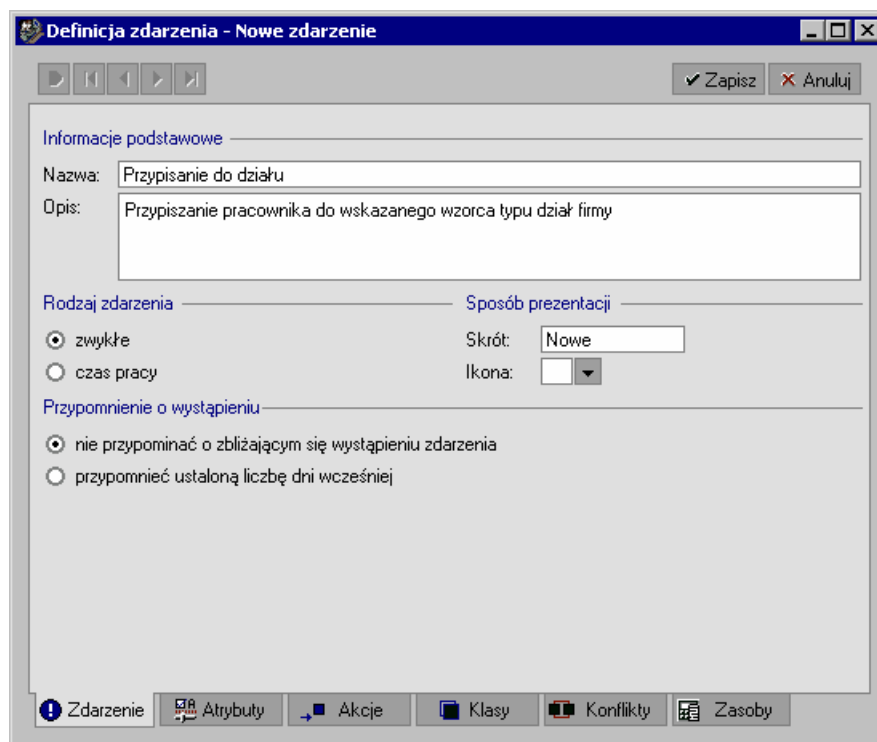 Definicja zdarzenia - Nowe zdarzenie
Zapisz Anuluj
Informacje podstawowe
Nazwa: Przypisanie do działu
Opis: Przypiszanie pracownika do wskazanego wzorca typu dział firmy
Rodzaj zdarzenia Sposób prezentacji
zwykłe Skrót: Nowe
czas pracy Ikona:
Przypomnienie o wystąpieniu
nie przypominać o zbliżającym się wystąpieniu zdarzenia
przypomnieć ustaloną liczbę dni wcześniej
Zdarzenie Atrybuty Akcje Klasy Konflikty Zasoby